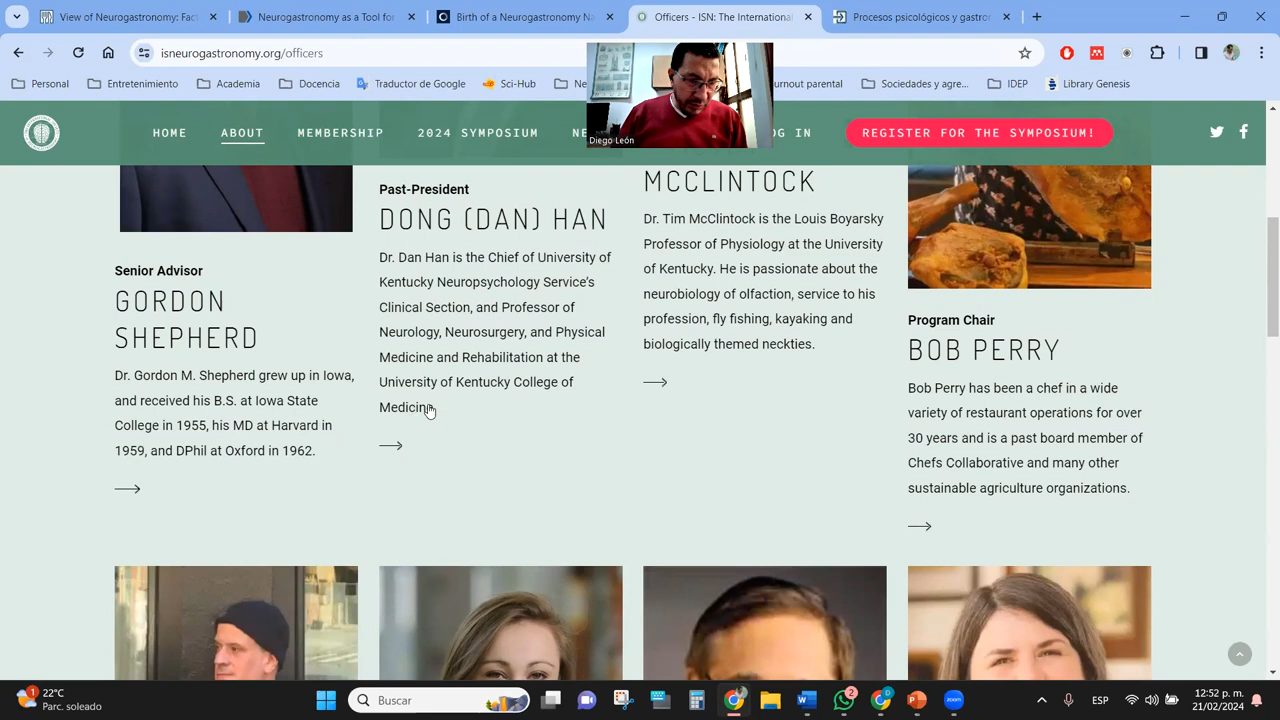 View of Neurogastronomy: Fac
Neurogastronomy as a Tool for
Birth of a Neurogastronomy Na
Officers - ISN: The Internationa
Procesos psicológicos y gastror
isneurogastronomy.org/officers
Personal
Entretenimiento
Academia
Docencia
Traductor de Google
Sci-Hub
Ne
urnout parental
Sociedades y agre...
IDEP
Library Genesis
HOME
ABOUT
MEMBERSHIP
2024 SYMPOSIUM
NE
OG IN
REGISTER FOR THE SYMPOSIUM!
Diego León
Senior Advisor
GORDON
SHEPHERD
Dr. Gordon M. Shepherd grew up in Iowa,
and received his B.S. at Iowa State
College in 1955, his MD at Harvard in
1959, and DPhil at Oxford in 1962.
Past-President
DONG (DAN) HAN
Dr. Dan Han is the Chief of University of
Kentucky Neuropsychology Service's
Clinical Section, and Professor of
Neurology, Neurosurgery, and Physical
Medicine and Rehabilitation at the
University of Kentucky College of
Medicine
MCCLINTOCK
Dr. Tim McClintock is the Louis Boyarsky
Professor of Physiology at the University
of Kentucky. He is passionate about the
neurobiology of olfaction, service to his
profession, fly fishing, kayaking and
biologically themed neckties.
Program Chair
BOB PERRY
Bob Perry has been a chef in a wide
variety of restaurant operations for over
30 years and is a past board member of
Chefs Collaborative and many other
sustainable agriculture organizations.
1
22°C
Parc. soleado
Buscar
2
ESP
12:52 p. m.
21/02/2024